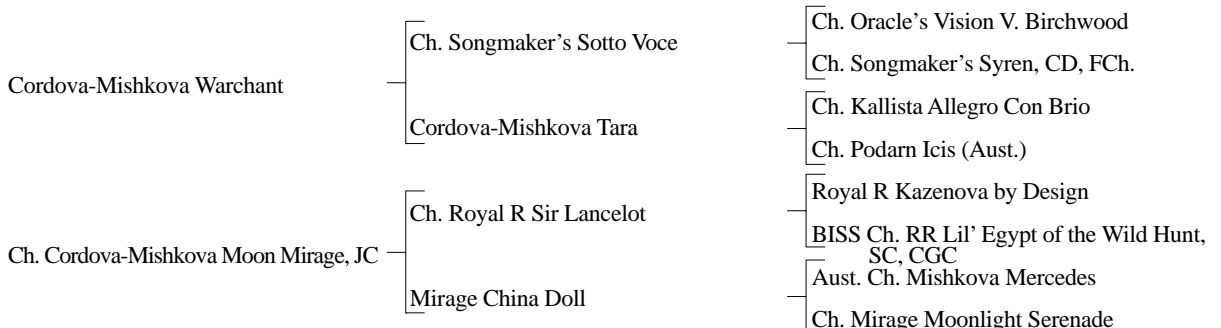 Ch. Oracle's Vision V. Birchwood
Ch. Songmaker's Sotto Voce
Ch. Songmaker's Syren, CD, FCh.
Cordova-Mishkova Warchant
Ch. Kallista Allegro Con Brio
Cordova-Mishkova Tara
Ch. Podarn Icis (Aust.)
Royal R Kazenova by Design
Ch. Royal R Sir Lancelot
BISS Ch. RR Lil' Egypt of the Wild Hunt,
SC, CGC
Ch. Cordova-Mishkova Moon Mirage, JC
Aust. Ch. Mishkova Mercedes
Mirage China Doll
Ch. Mirage Moonlight Serenade